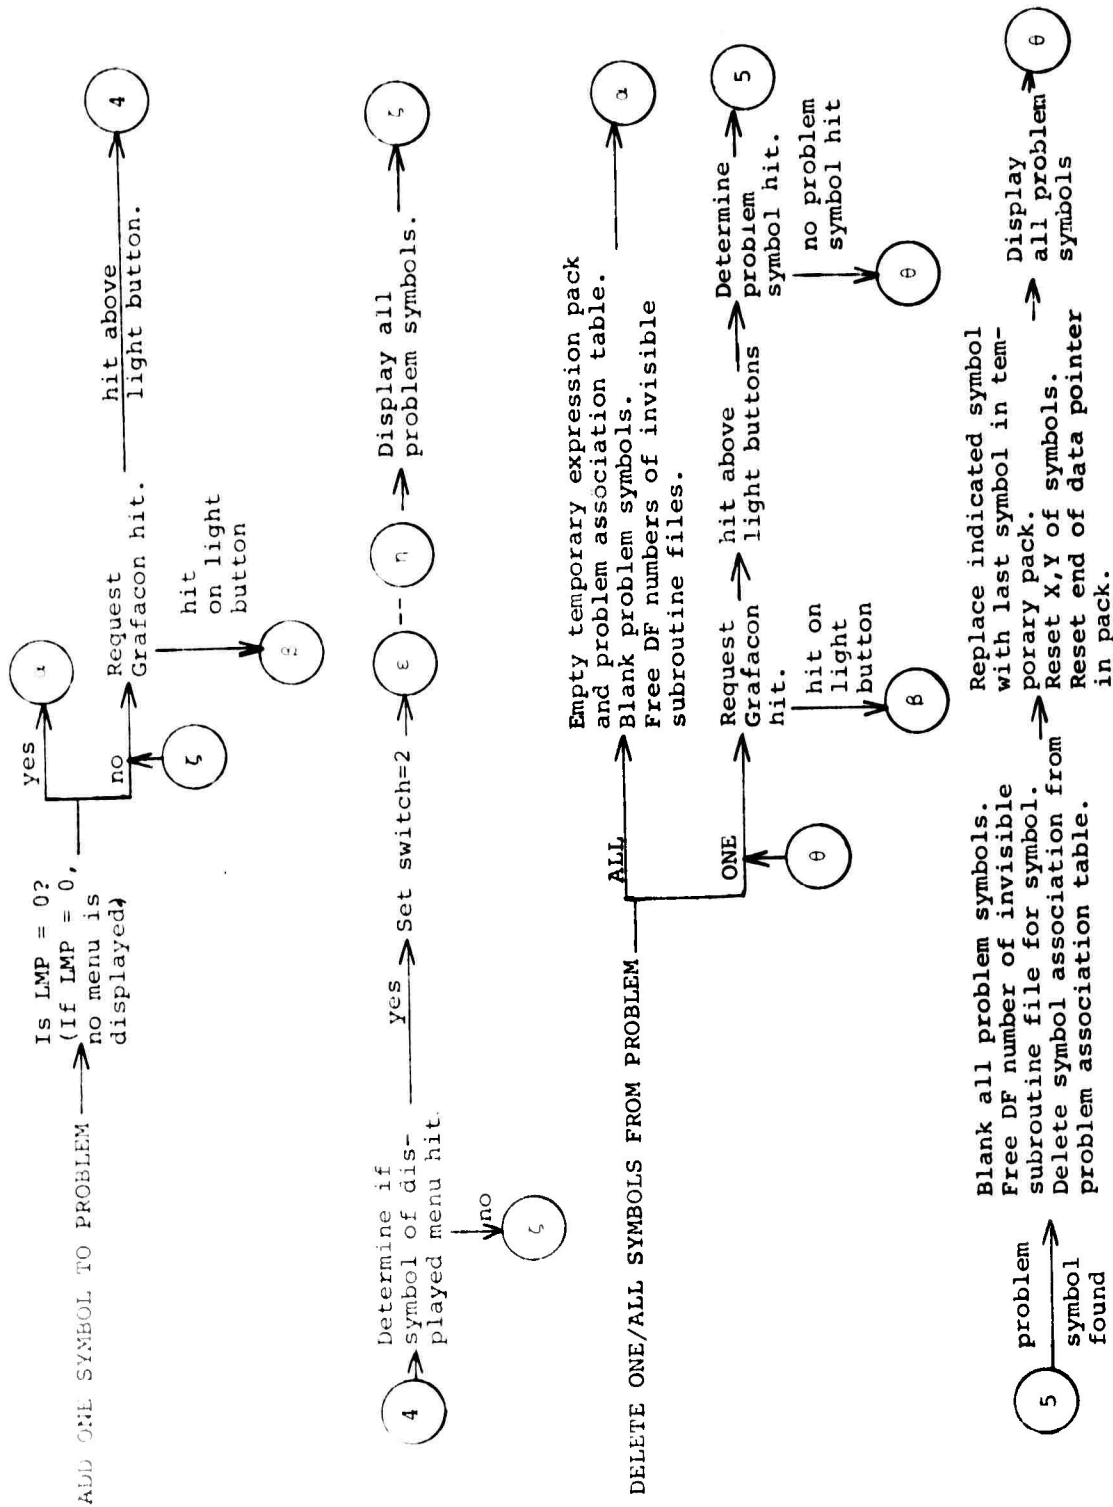 ADD ONE SYMBOL TO PROBLEM
Is LMP = 0?
(If LMP = 0,
no menu is
displayed)
yes
α
no
ζ
Request
Grafacon hit.
hit
on light
button
hit above
light button.
4
4
Determine if
symbol of dis-
played menu hit.
no
ζ
yes
Set switch=2
ε
η
Display all
problem symbols.
ζ
DELETE ONE/ALL SYMBOLS FROM PROBLEM
ALL
Empty temporary expression pack
and problem association table.
Blank problem symbols.
Free DF numbers of invisible
subroutine files.
α
ONE
θ
Request
Grafacon
hit.
hit on
light
button
β
hit above
light buttons
Determine
problem
symbol hit.
5
no problem
symbol hit
θ
5
problem
symbol
found
Blank all problem symbols.
Free DF number of invisible
subroutine file for symbol.
Delete symbol association from
problem association table.
Replace indicated symbol
with last symbol in tem-
porary pack.
Reset X,Y of symbols.
Reset end of data pointer
in pack.
Display
all problem
symbols
θ